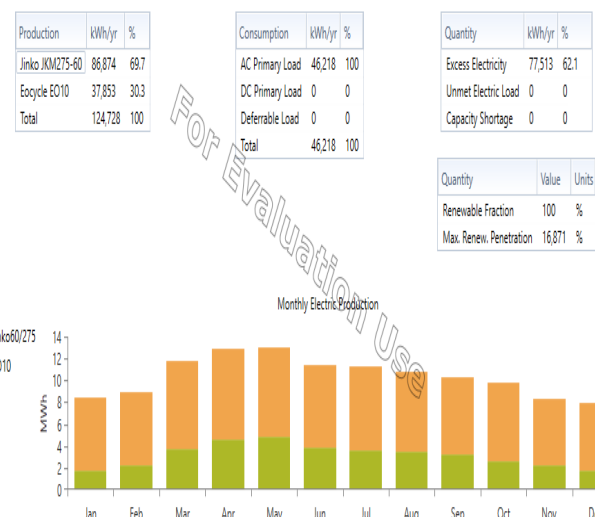 Production kWh/yr %
Jinko JKM275-60 86,874 69.7
Eocycle EO10 37,853 30.3
Total 124,728 100
Consumption kWh/yr %
AC Primary Load 46,218 100
DC Primary Load 0 0
Deferrable Load 0 0
Total 46,218 100
Quantity kWh/yr %
Excess Electricity 77,513 62.1
Unmet Electric Load 0 0
Capacity Shortage 0 0
Quantity Value Units
Renewable Fraction 100 %
Max. Renew. Penetration 16,871 %
For Evaluation Use
Monthly Electric Production
nko60/275
O10
MWh
14
12
10
8
6
4
2
0
Jan Feb Mar Apr May Jun Jul Aug Sep Oct Nov D